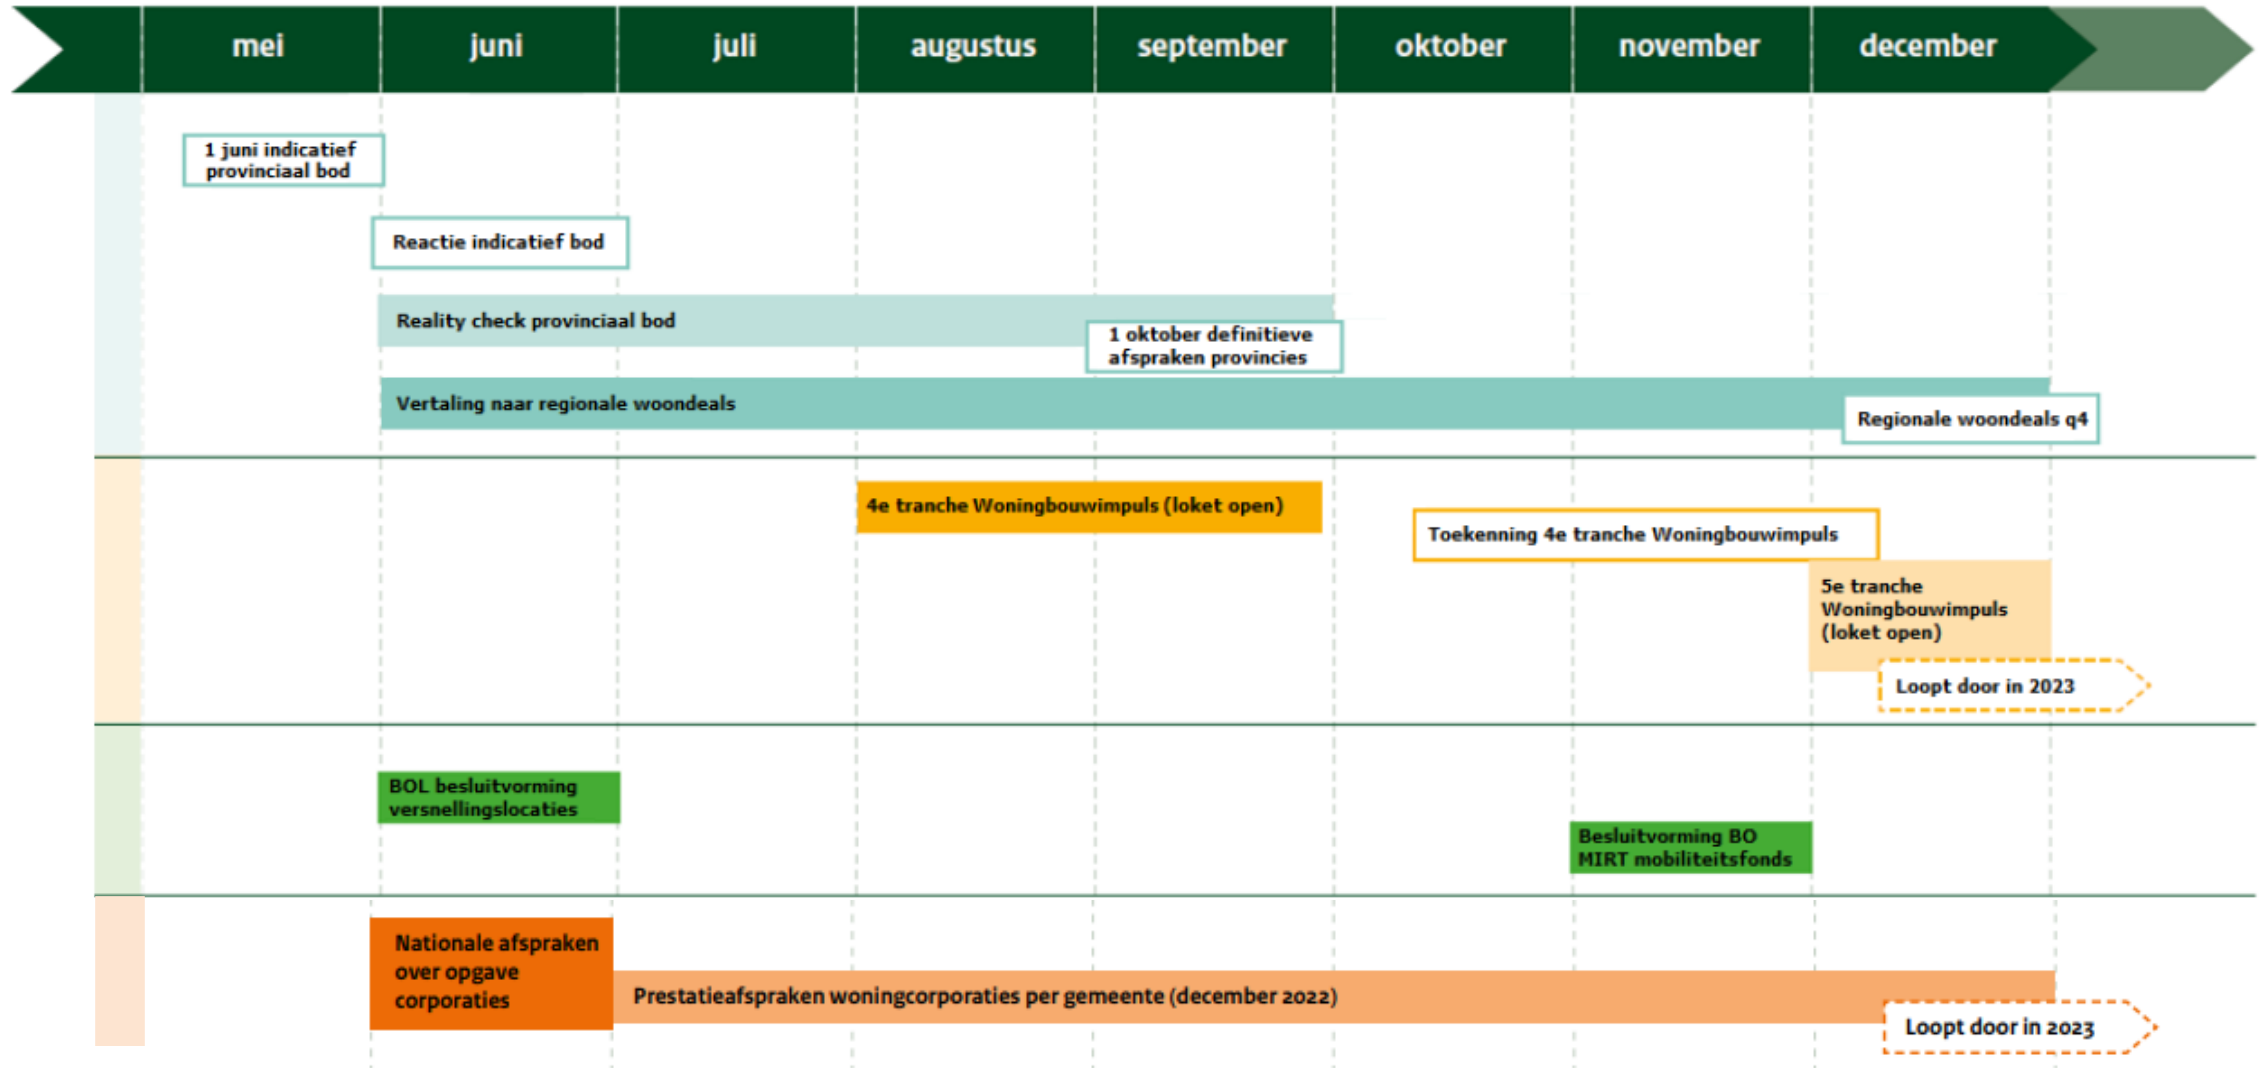 mei juni juli augustus september oktober november december
1 juni indicatief
provinciaal bod
Reactie indicatief bod
Reality check provinciaal bod
1 oktober definitieve
afspraken provincies
Vertaling naar regionale woondeals
Regionale woondeals q4
4e tranche Woningbouwimpuls (loket open)
Toekenning 4e tranche Woningbouwimpuls
5e tranche
Woningbouwimpuls
(loket open)
Loopt door in 2023
BOL besluitvorming
versnellingslocaties
Besluitvorming BO
MIRT mobiliteitsfonds
Nationale afspraken
over opgave
corporaties
Prestatieafspraken woningcorporaties per gemeente (december 2022)
Loopt door in 2023